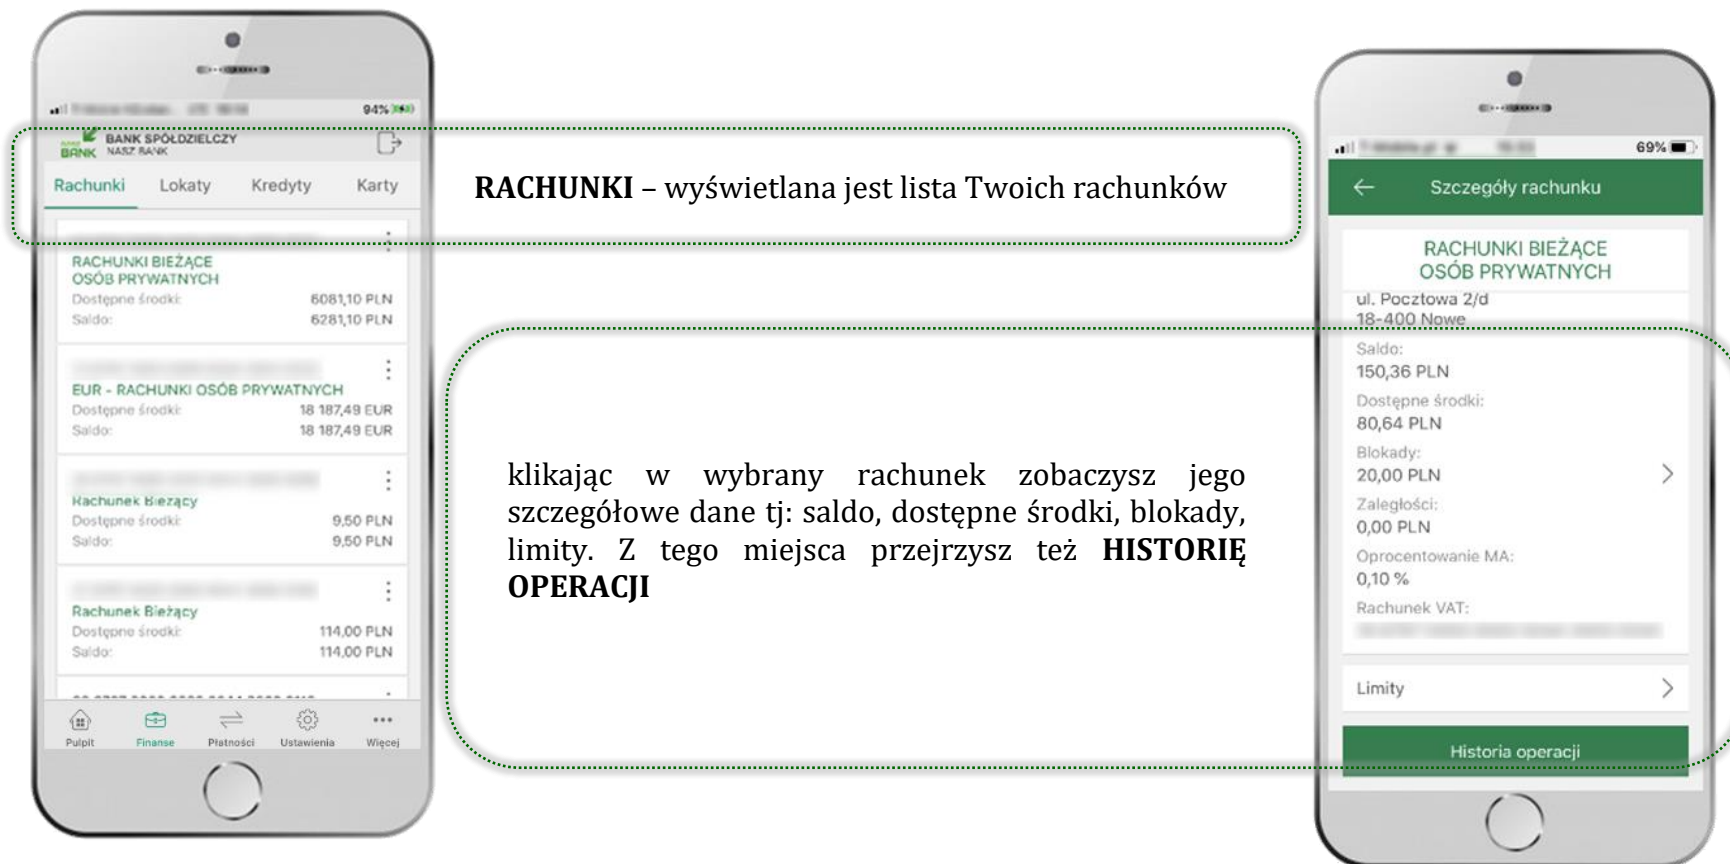 94%
BANK SPÓŁDZIELCZY
NASZ BANK
BANK
Rachunki Lokaty Kredyty Karty
RACHUNKI BIEŻĄCE
OSÓB PRYWATNYCH
Dostępne środki: 6081,10 PLN
Saldo: 6281,10 PLN
EUR - RACHUNKI OSÓB PRYWATNYCH
Dostępne środki: 18 187,49 EUR
Saldo: 18 187,49 EUR
Rachunek Bieżący
Dostępne środki: 9,50 PLN
Saldo: 9,50 PLN
Rachunek Bieżący
Dostępne środki: 114,00 PLN
Saldo: 114,00 PLN
Pulpit Finanse Płatności Ustawienia Więcej
RACHUNKI – wyświetlana jest lista Twoich rachunków
klikając w wybrany rachunek zobaczysz jego
szczegółowe dane tj: saldo, dostępne środki, blokady,
limity. Z tego miejsca przejrzysz też HISTORIĘ
OPERACJI
69%
Szczegóły rachunku
RACHUNKI BIEŻĄCE
OSÓB PRYWATNYCH
ul. Pocztowa 2/d
18-400 Nowe
Saldo:
150,36 PLN
Dostępne środki:
80,64 PLN
Blokady:
20,00 PLN
Zaległości:
0,00 PLN
Oprocentowanie MA:
0,10 %
Rachunek VAT:
Limity
Historia operacji